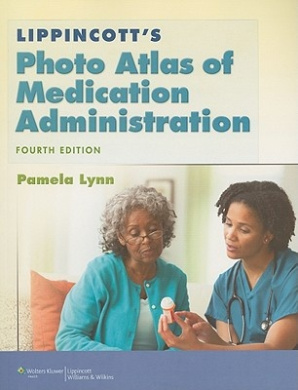 LIPPINCOTT'S
Photo Atlas of
Medication
Administration
FOURTH EDITION
Pamela Lynn
Wolters Kluwer
Lippincott
Williams & Wilkins